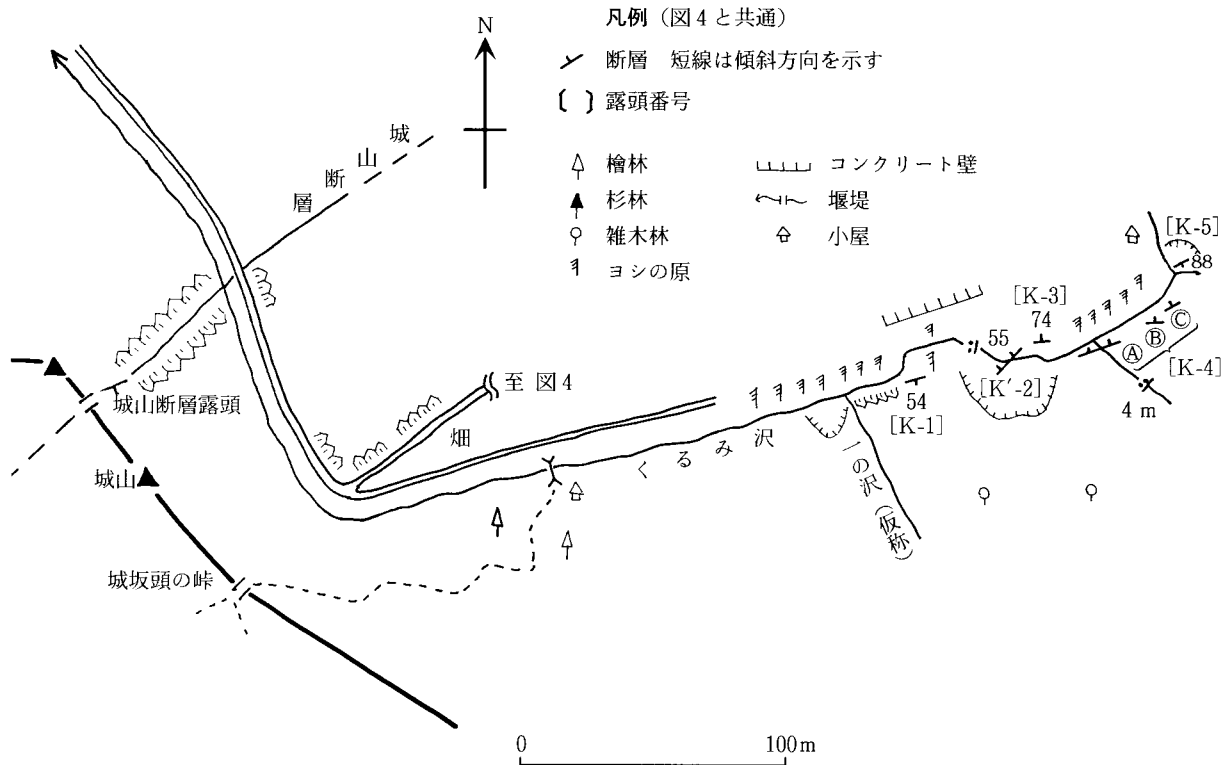 凡例（図4と共通）
断層 短線は傾斜方向を示す
〔 〕露頭番号
檜林
コンクリート壁
杉林
堰堤
雑木林
小屋
ヨシの原
N
城山断層
城山断層露頭
城山
城坂頭の峠
至 図4
畑
くるみ沢
一の沢（仮称）
[K-1]
54
[K'-2]
55
[K-3]
74
Ⓐ
Ⓑ
Ⓒ
[K-4]
4 m
[K-5]
88
0
100m